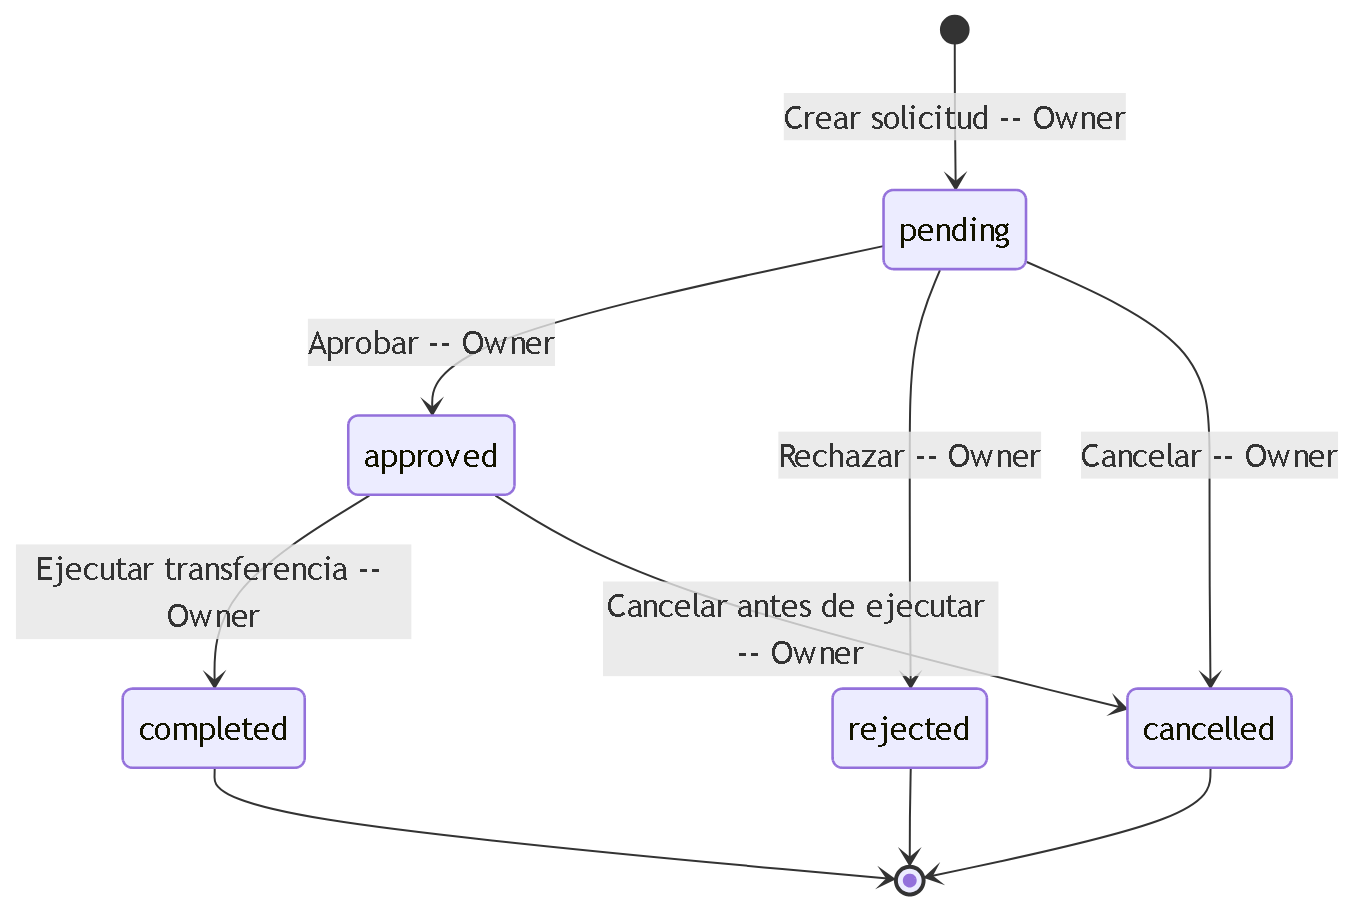 Crear solicitud -- Owner
pending
Aprobar -- Owner
approved
Rechazar -- Owner
Cancelar -- Owner
Ejecutar transferencia --
Owner
Cancelar antes de ejecutar
-- Owner
completed
rejected
cancelled